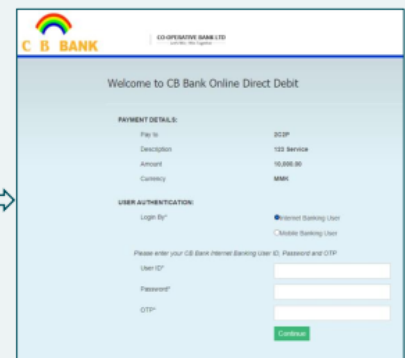 C B BANK
CO-OPERATIVE BANK LTD
Welcome to CB Bank Online Direct Debit
PAYMENT DETAILS:
Pay to 2C2P
Description 123 Service
Amount 10,000.00
Currency MMK
USER AUTHENTICATION:
Login By* Internet Banking User
Mobile Banking User
Please enter your CB Bank Internet Banking User ID, Password and OTP
User ID*
Password*
OTP*
Continue